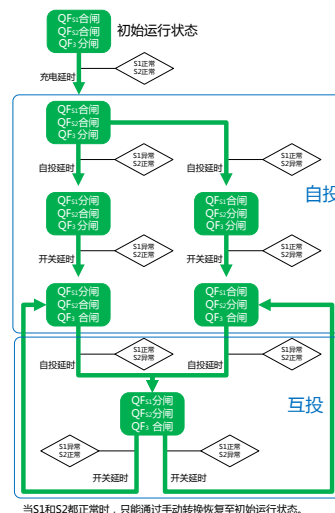 QFS1合闸
QFS2合闸
QF3 分闸
初始运行状态
S1正常
S2正常
充电延时
QFS1合闸
QFS2合闸
QF3 分闸
S1异常
S2正常
S1正常
S2异常
自投延时
自投延时
自投
QFS1分闸
QFS2合闸
QF3 分闸
QFS1合闸
QFS2分闸
QF3 分闸
S1异常
S2正常
S1正常
S2异常
开关延时
开关延时
QFS1分闸
QFS2合闸
QF3 合闸
QFS1合闸
QFS2分闸
QF3 合闸
S1正常
S2异常
S1异常
S2正常
自投延时
自投延时
QFS1分闸
QFS2分闸
QF3 合闸
互投
S1异常
S2正常
S1正常
S2异常
开关延时
开关延时
当S1和S2都正常时，只能通过手动转换恢复至初始运行状态。